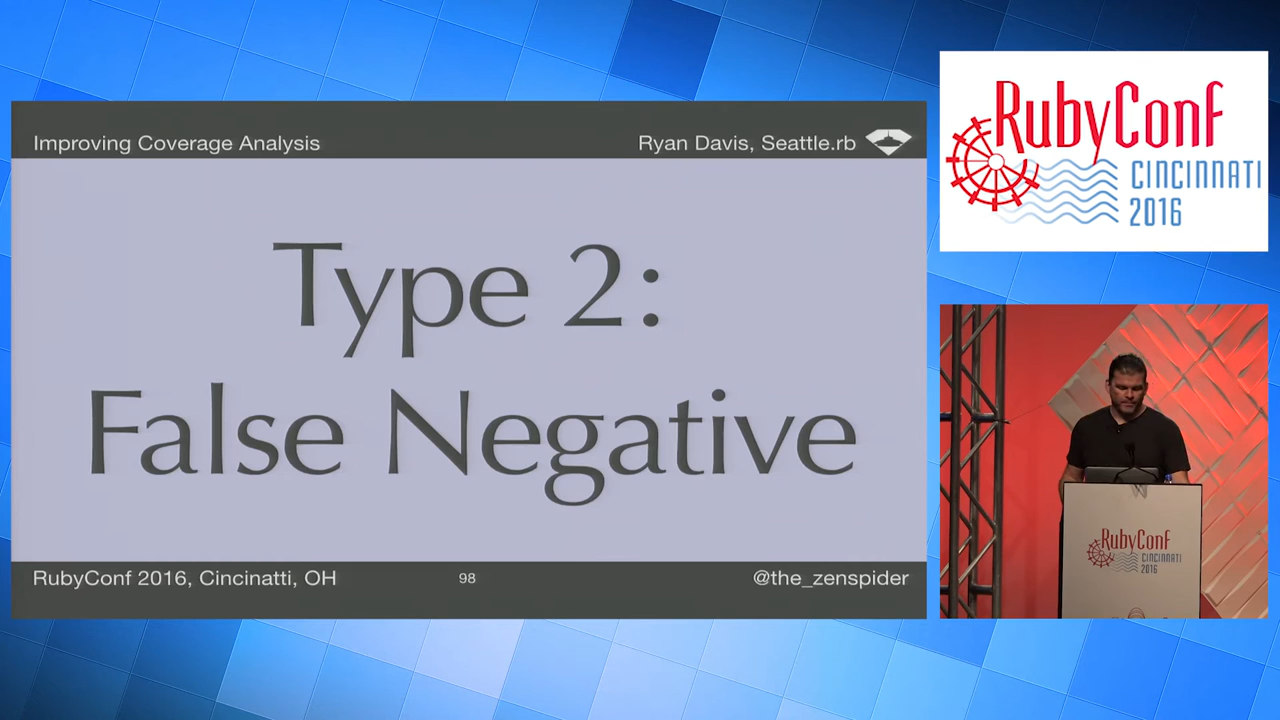 Improving Coverage Analysis
Ryan Davis, Seattle.rb
Type 2:
False Negative
RubyConf 2016, Cincinatti, OH
98
@the_zenspider
RubyConf
CINCINNATI
2016
RubyConf
CINCINNATI
2016